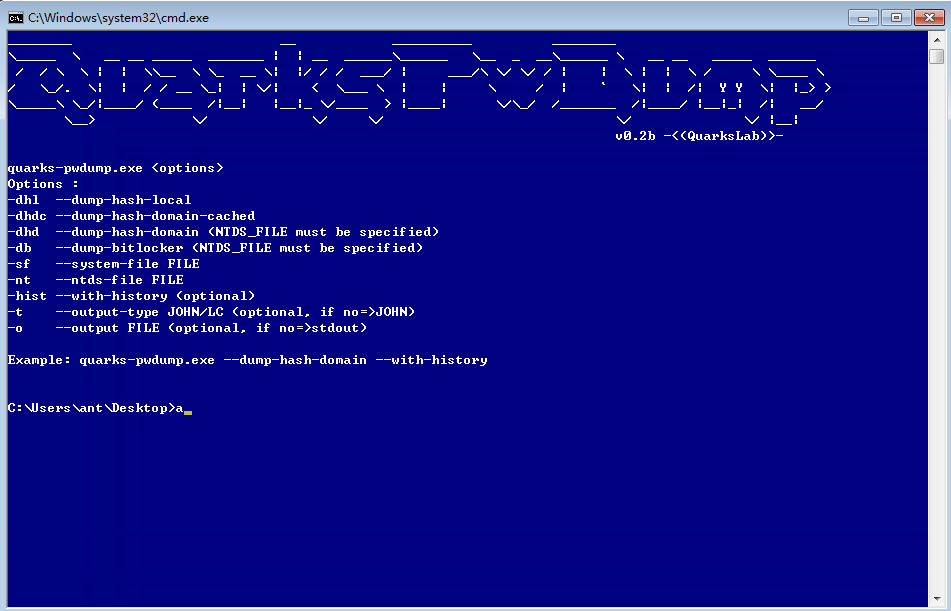 C:\Windows\system32\cmd.exe
Quarks PwDump
v0.2b -<(QuarksLab)>-
quarks-pwdump.exe <options>
Options :
-dhl  --dump-hash-local
-dhdc --dump-hash-domain-cached
-dhd  --dump-hash-domain (NTDS_FILE must be specified)
-db   --dump-bitlocker (NTDS_FILE must be specified)
-sf   --system-file FILE
-nt   --ntds-file FILE
-hist --with-history (optional)
-t    --output-type JOHN/LC (optional, if no=>JOHN)
-o    --output FILE (optional, if no=>stdout)
Example: quarks-pwdump.exe --dump-hash-domain --with-history
C:\Users\ant\Desktop>a_